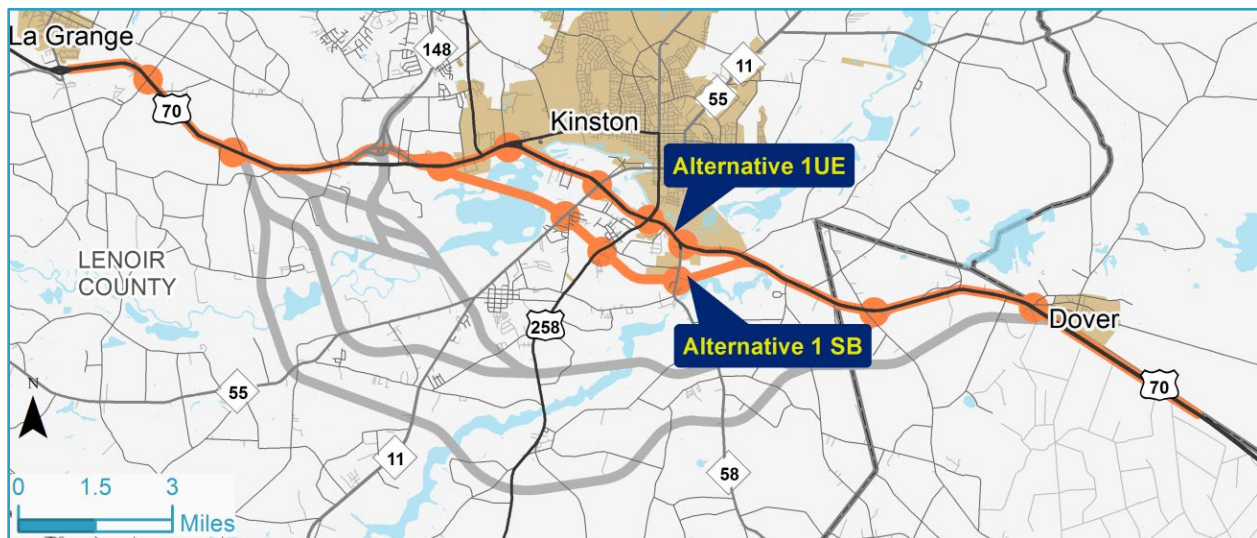 La Grange
148
11
70
55
Kinston
Alternative 1UE
LENOIR
COUNTY
258
Dover
Alternative 1 SB
70
N
55
11
58
0 1.5 3
Miles